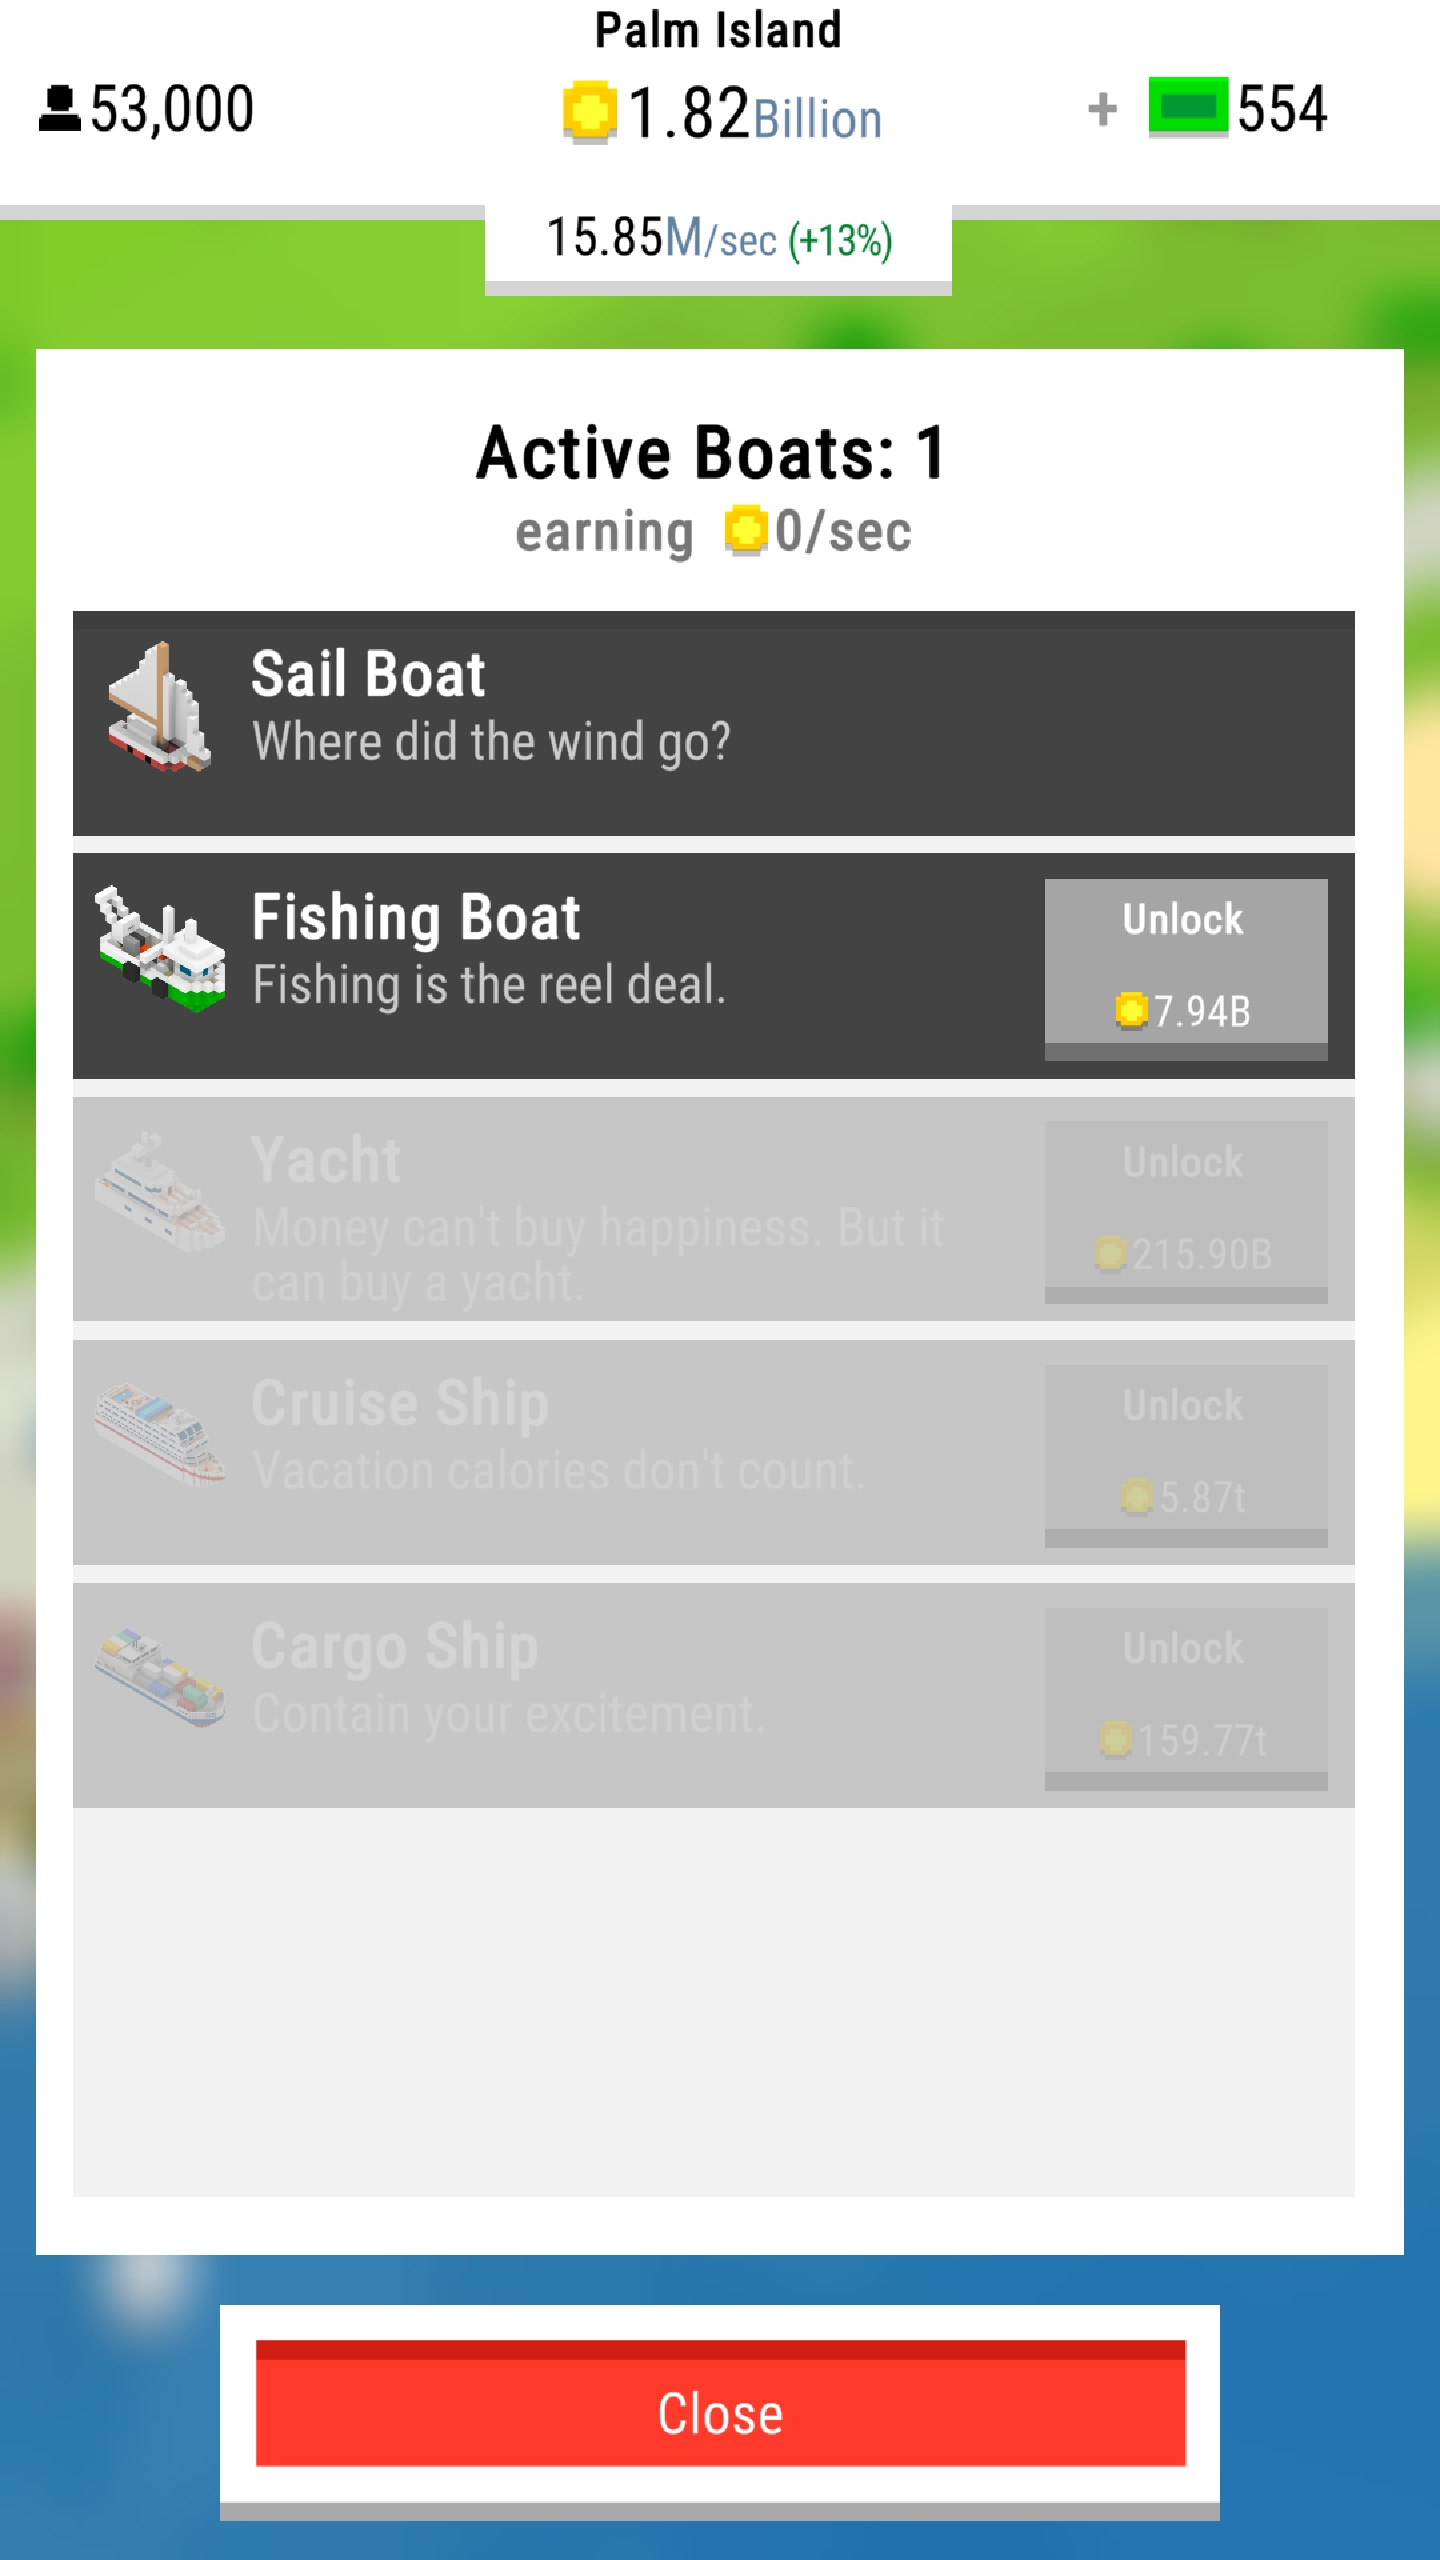 Palm Island
53,000
1.82Billion
+ 554
15.85M/sec (+13%)
Active Boats: 1
earning 0/sec
Sail Boat
Where did the wind go?
Fishing Boat
Fishing is the reel deal.
Unlock
7.94B
Yacht
Money can't buy happiness. But it
can buy a yacht.
Unlock
215.90B
Cruise Ship
Vacation calories don't count.
Unlock
5.87t
Cargo Ship
Contain your excitement.
Unlock
159.77t
Close